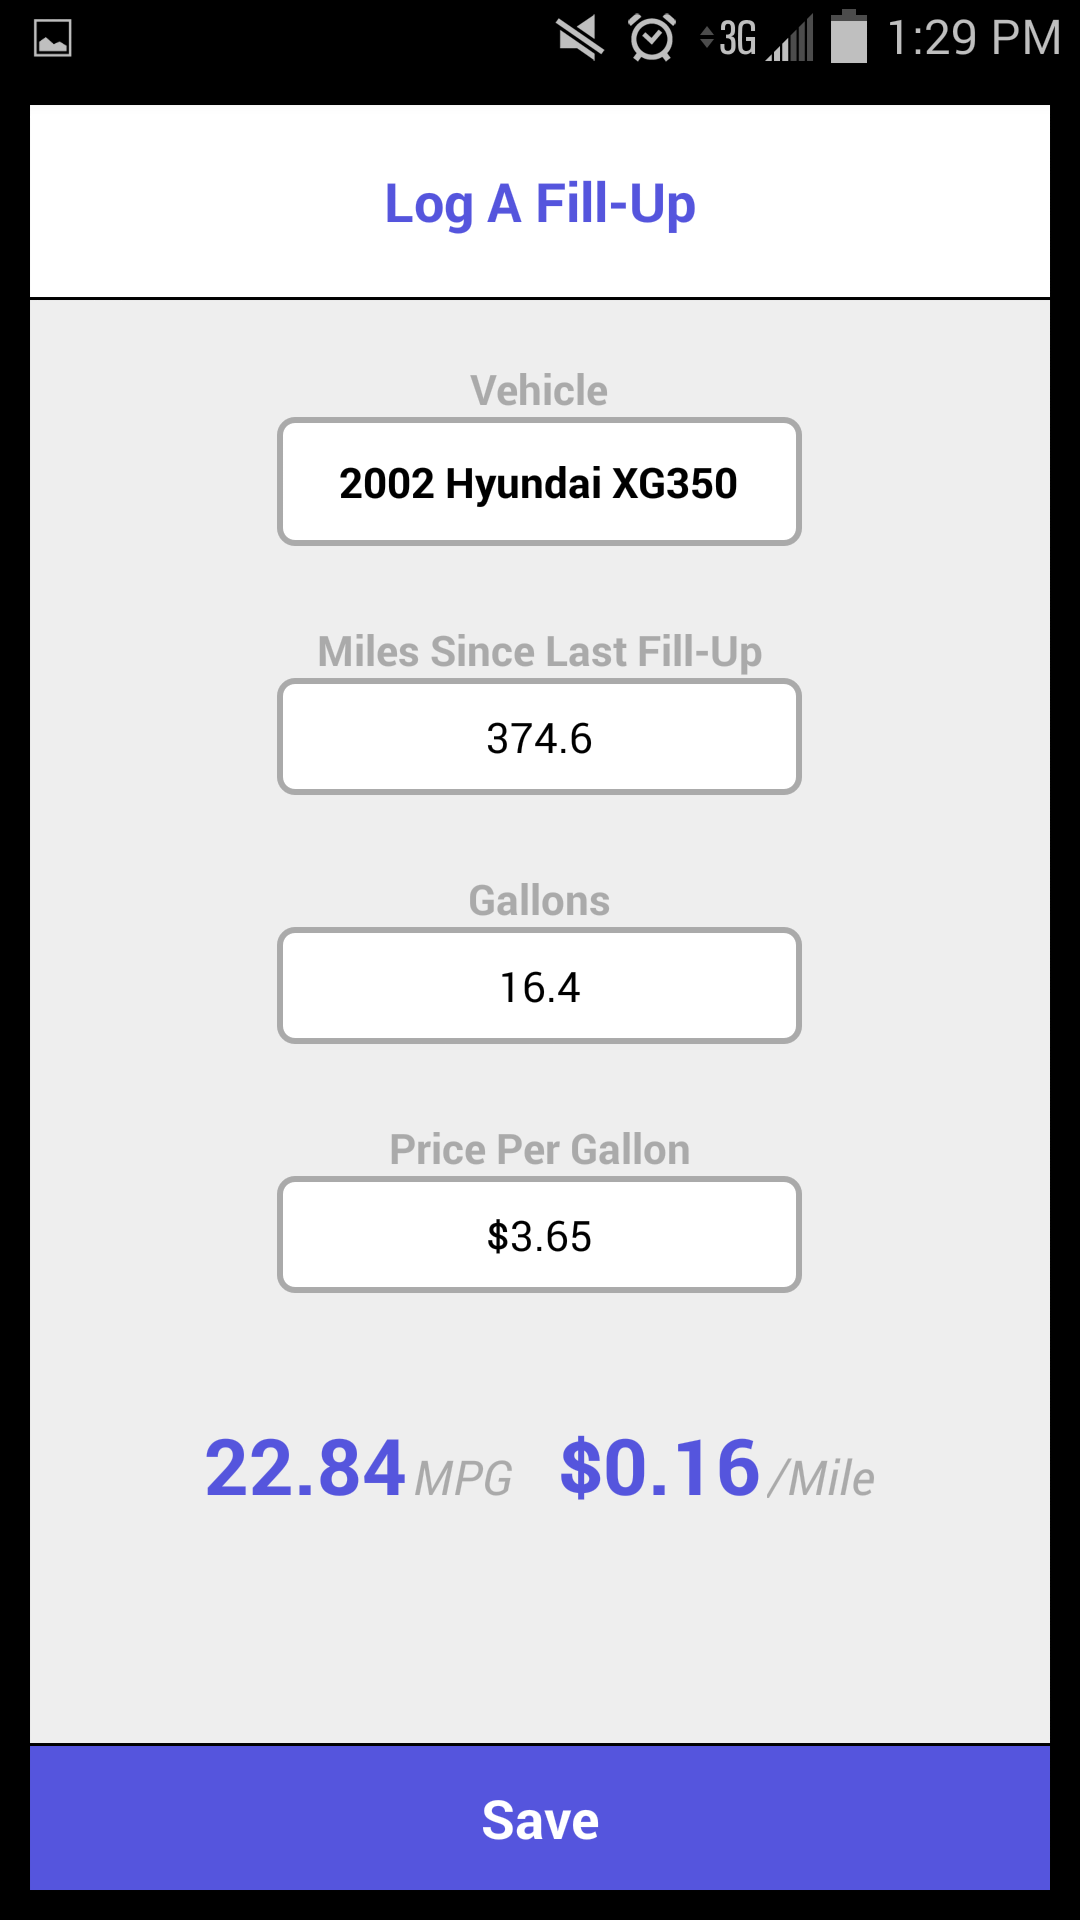 3G 1:29 PM
Log A Fill-Up
Vehicle
2002 Hyundai XG350
Miles Since Last Fill-Up
374.6
Gallons
16.4
Price Per Gallon
$3.65
22.84 MPG $0.16 /Mile
Save